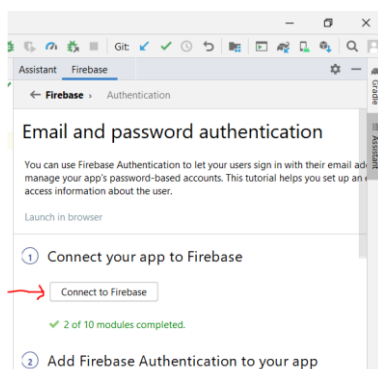 Git:
Assistant Firebase
← Firebase › Authentication
Gradle
Assistant
Email and password authentication
You can use Firebase Authentication to let your users sign in with their email
manage your app's password-based accounts. This tutorial helps you set up an
access information about the user.
Launch in browser
1 Connect your app to Firebase
Connect to Firebase
✔ 2 of 10 modules completed.
2 Add Firebase Authentication to your app